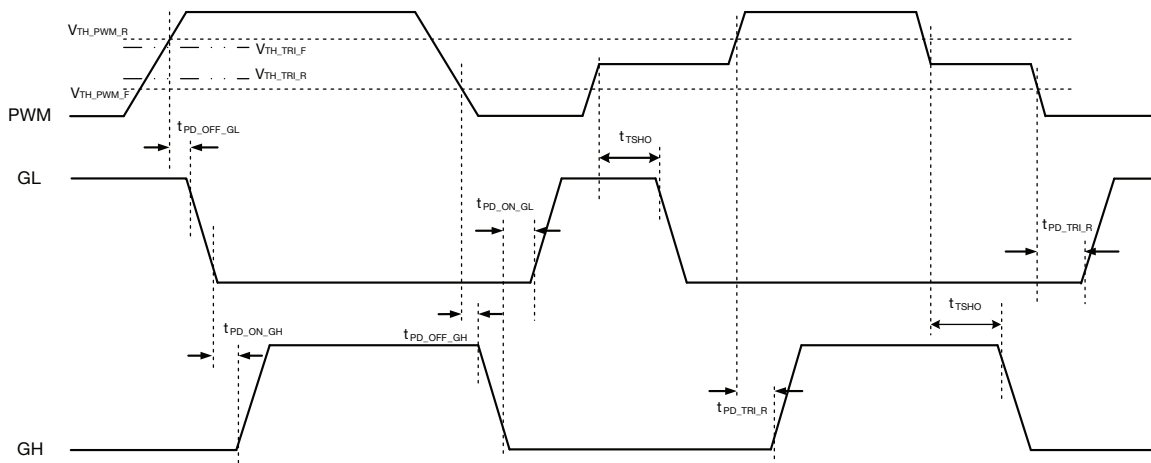 VTH_PWM_R
VTH_TRI_F
VTH_TRI_R
VTH_PWM_F
PWM
tPD_OFF_GL
tTSHO
GL
tPD_ON_GL
tPD_TRI_R
tTSHO
tPD_ON_GH
tPD_OFF_GH
tPD_TRI_R
GH